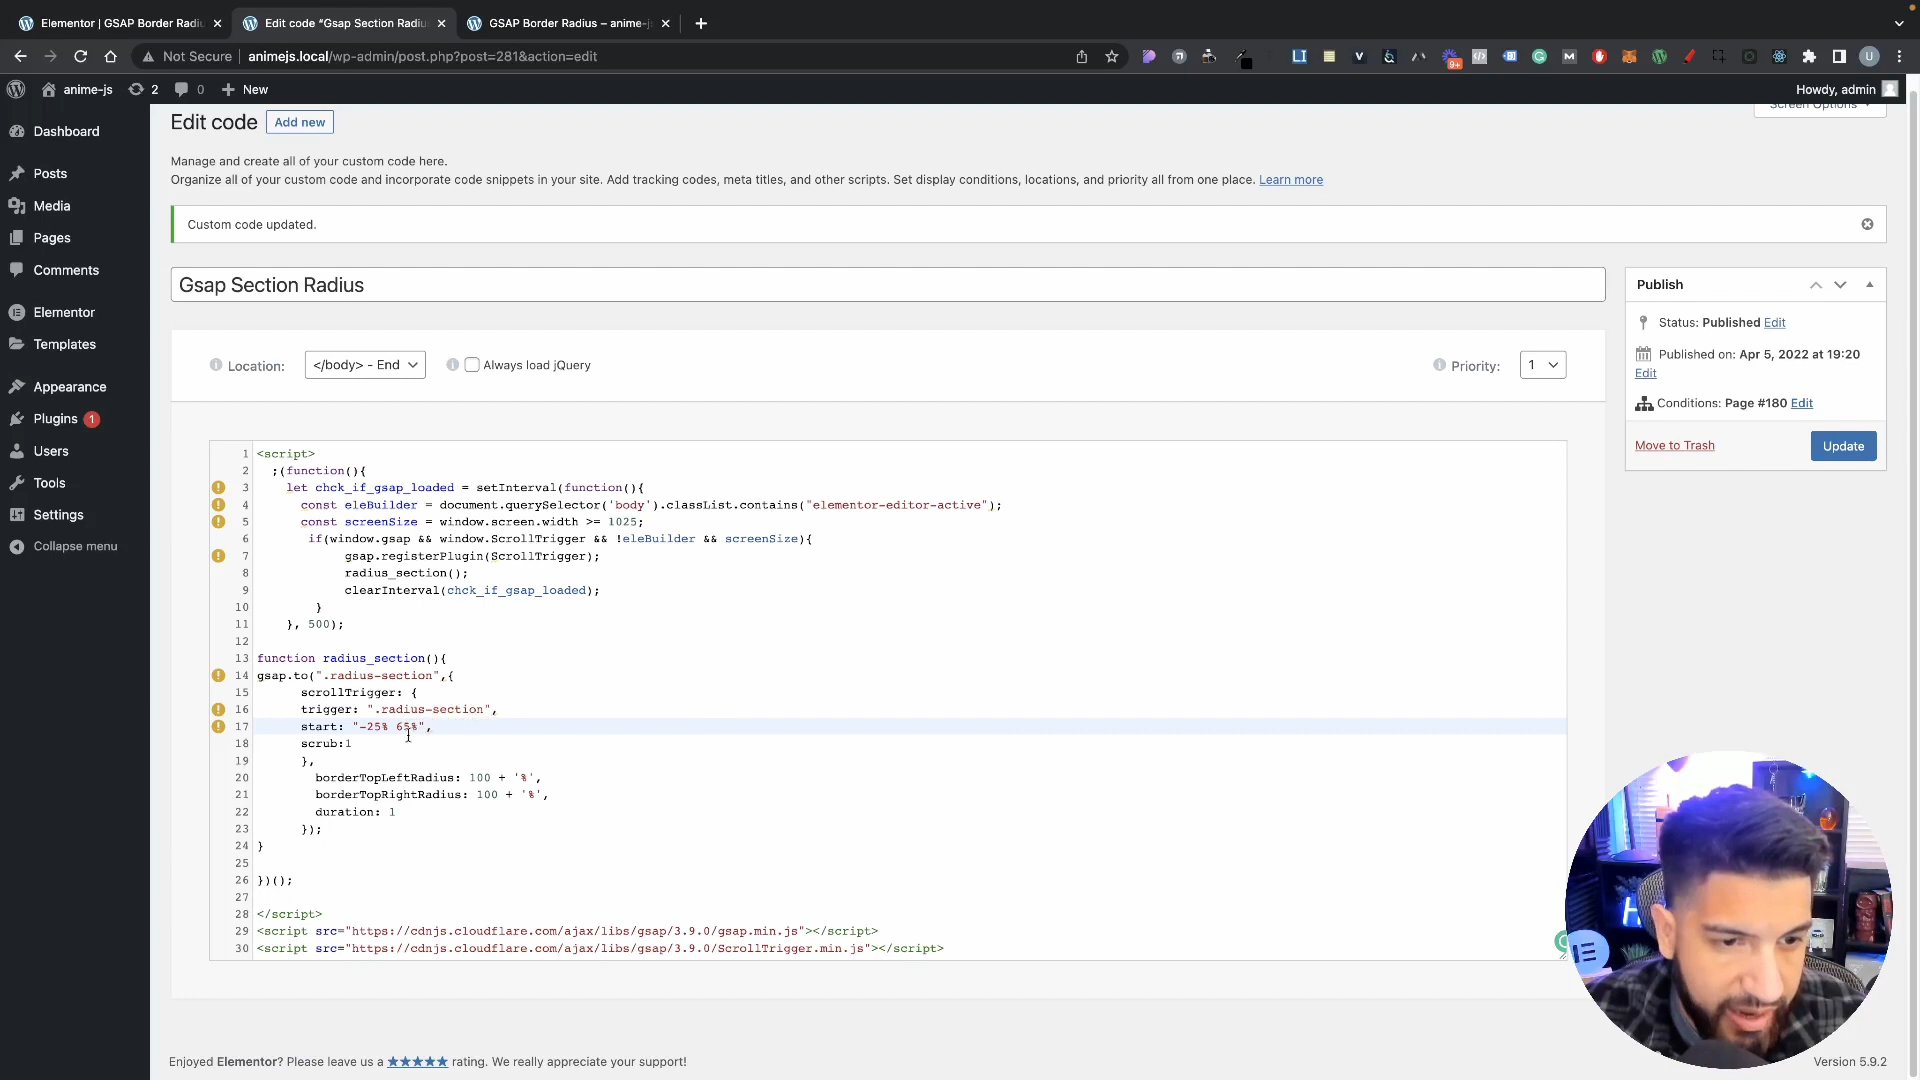 Elementor | GSAP Border Radiu
Edit code "Gsap Section Radiu
GSAP Border Radius – anime-j
Not Secure
animejs.local/wp-admin/post.php?post=281&action=edit
9+
U
anime-js
2
0
New
Howdy, admin
Dashboard
Posts
Media
Pages
Comments
Elementor
Templates
Appearance
Plugins 1
Users
Tools
Settings
Collapse menu
Screen Options
Edit code
Add new
Manage and create all of your custom code here.
Organize all of your custom code and incorporate code snippets in your site. Add tracking codes, meta titles, and other scripts. Set display conditions, locations, and priority all from one place. Learn more
Custom code updated.
Gsap Section Radius
Location:
</body> - End
Always load jQuery
Priority:
1
1 <script>
2 ;(function(){
3 let chck_if_gsap_loaded = setInterval(function(){
4 const eleBuilder = document.querySelector('body').classList.contains("elementor-editor-active");
5 const screenSize = window.screen.width >= 1025;
6 if(window.gsap && window.ScrollTrigger && !eleBuilder && screenSize){
7 gsap.registerPlugin(ScrollTrigger);
8 radius_section();
9 clearInterval(chck_if_gsap_loaded);
10 }
11 }, 500);
12
13 function radius_section(){
14 gsap.to(".radius-section",{
15 scrollTrigger: {
16 trigger: ".radius-section",
17 start: "-25% 65%",
18 scrub:1
19 },
20 borderTopLeftRadius: 100 + '%',
21 borderTopRightRadius: 100 + '%',
22 duration: 1
23 });
24 }
25
26 })();
27
28 </script>
29 <script src="https://cdnjs.cloudflare.com/ajax/libs/gsap/3.9.0/gsap.min.js"></script>
30 <script src="https://cdnjs.cloudflare.com/ajax/libs/gsap/3.9.0/ScrollTrigger.min.js"></script>
Publish
Status: Published Edit
Published on: Apr 5, 2022 at 19:20
Edit
Conditions: Page #180 Edit
Move to Trash
Update
Enjoyed Elementor? Please leave us a ★★★★★ rating. We really appreciate your support!
Version 5.9.2